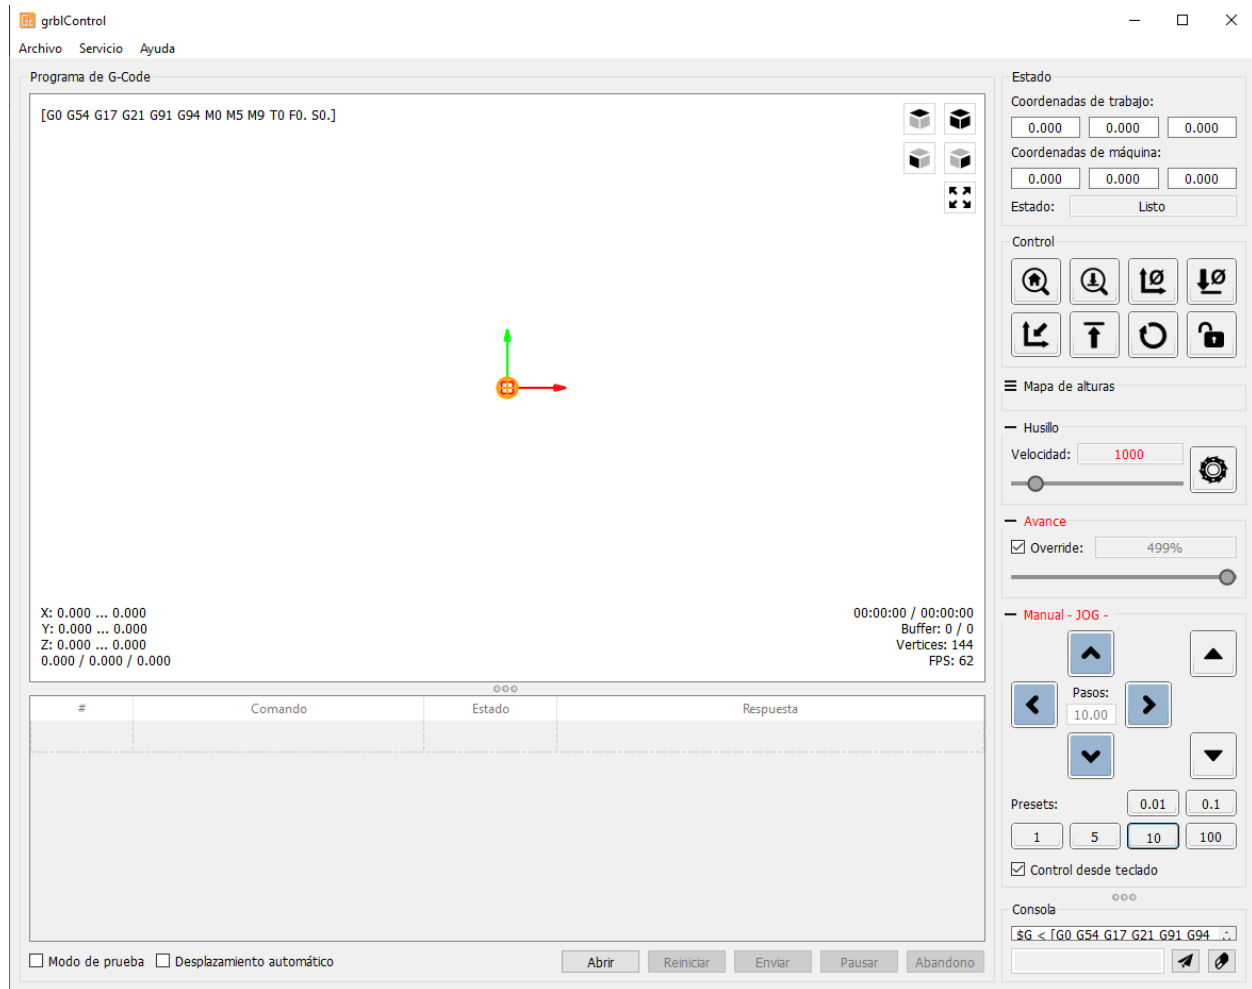 grblControl
Archivo Servicio Ayuda
Programa de G-Code
[G0 G54 G17 G21 G91 G94 M0 M5 M9 T0 F0. S0.]
X: 0.000 ... 0.000
Y: 0.000 ... 0.000
Z: 0.000 ... 0.000
0.000 / 0.000 / 0.000
00:00:00 / 00:00:00
Buffer: 0 / 0
Vertices: 144
FPS: 62
# Comando Estado Respuesta
Modo de prueba Desplazamiento automático Abrir Reiniciar Enviar Pausar Abandono
Estado
Coordenadas de trabajo:
0.000 0.000 0.000
Coordenadas de máquina:
0.000 0.000 0.000
Estado: Listo
Control
Mapa de alturas
Husillo
Velocidad: 1000
Avance
Override: 499%
Manual - JOG -
Pasos:
10.00
Presets: 0.01 0.1
1 5 10 100
Control desde teclado
Consola
$G < [G0 G54 G17 G21 G91 G94